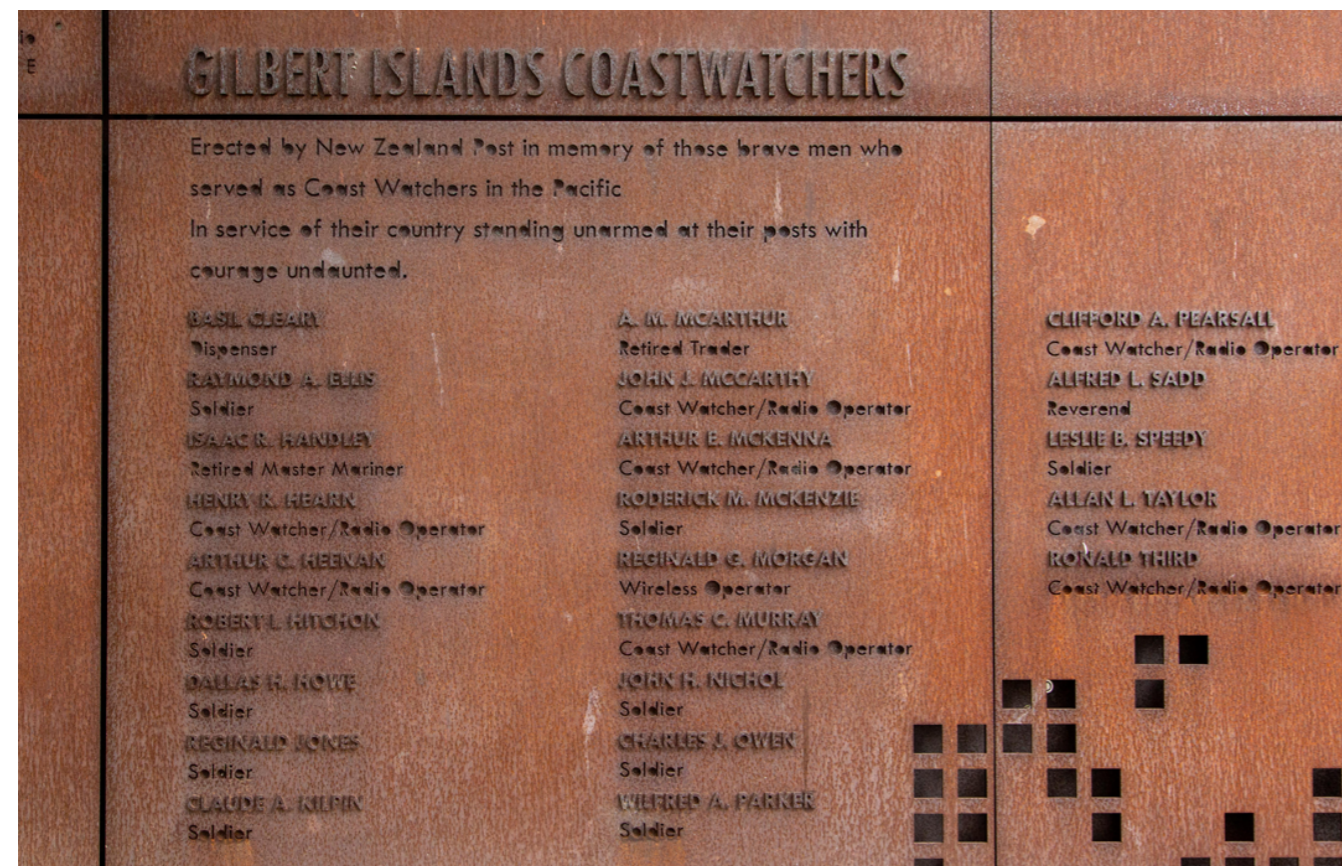 GILBERT ISLANDS COASTWATCHERS
Erected by New Zealand Post in memory of those brave men who
served as Coast Watchers in the Pacific
In service of their country standing unarmed at their posts with
courage undaunted.
BASIL CLEARY
Dispenser
RAYMOND A. ELLIS
Soldier
ISAAC R. HANDLEY
Retired Master Mariner
HENRY R. HEARN
Coast Watcher/Radio Operator
ARTHUR C. HEENAN
Coast Watcher/Radio Operator
ROBERT I. HITCHON
Soldier
DALLAS H. HOWE
Soldier
REGINALD JONES
Soldier
CLAUDE A. KILPIN
Soldier
A. M. MCARTHUR
Retired Trader
JOHN J. MCCARTHY
Coast Watcher/Radio Operator
ARTHUR E. MCKENNA
Coast Watcher/Radio Operator
RODERICK M. MCKENZIE
Soldier
REGINALD G. MORGAN
Wireless Operator
THOMAS C. MURRAY
Coast Watcher/Radio Operator
JOHN H. NICHOL
Soldier
CHARLES J. OWEN
Soldier
WILFRED A. PARKER
Soldier
CLIFFORD A. PEARSALL
Coast Watcher/Radio Operator
ALFRED L. SADD
Reverend
LESLIE B. SPEEDY
Soldier
ALLAN L. TAYLOR
Coast Watcher/Radio Operator
RONALD THIRD
Coast Watcher/Radio Operator